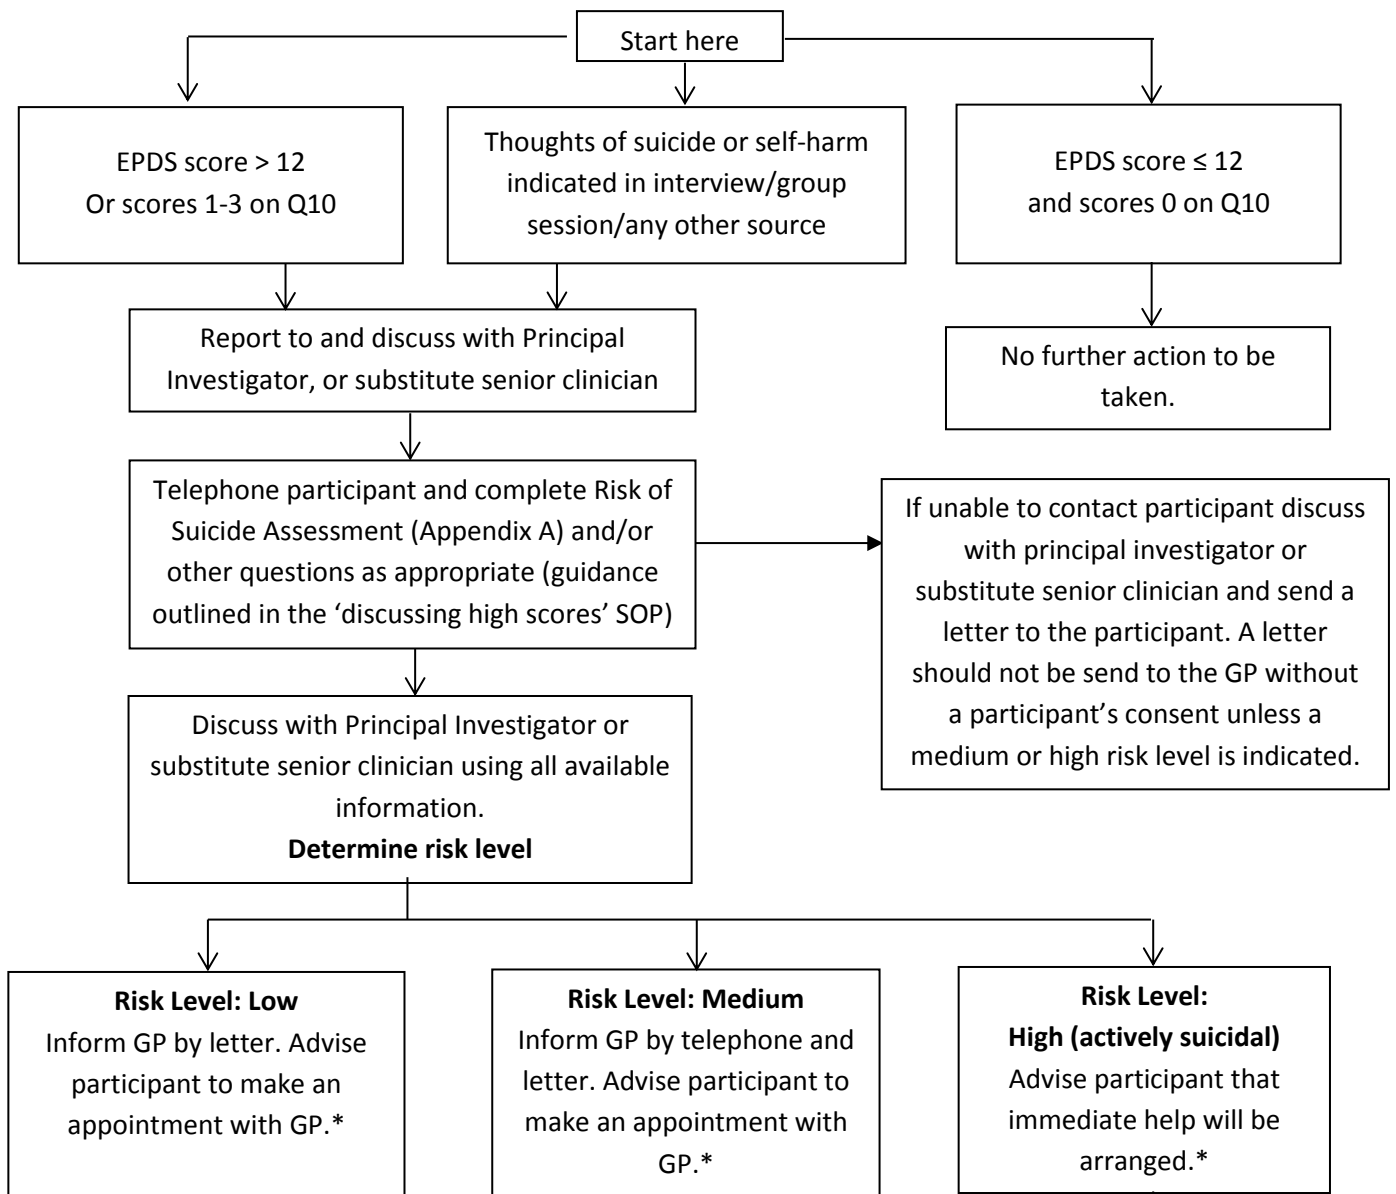 Start here
EPDS score > 12
Or scores 1-3 on Q10
Thoughts of suicide or self-harm
indicated in interview/group
session/any other source
EPDS score ≤ 12
and scores 0 on Q10
Report to and discuss with Principal
Investigator, or substitute senior clinician
No further action to be
taken.
Telephone participant and complete Risk of
Suicide Assessment (Appendix A) and/or
other questions as appropriate (guidance
outlined in the ‘discussing high scores’ SOP)
If unable to contact participant discuss
with principal investigator or
substitute senior clinician and send a
letter to the participant. A letter
should not be send to the GP without
a participant’s consent unless a
medium or high risk level is indicated.
Discuss with Principal Investigator or
substitute senior clinician using all available
information.
Determine risk level
Risk Level: Low
Inform GP by letter. Advise
participant to make an
appointment with GP.*
Risk Level: Medium
Inform GP by telephone and
letter. Advise participant to
make an appointment with
GP.*
Risk Level:
High (actively suicidal)
Advise participant that
immediate help will be
arranged.*